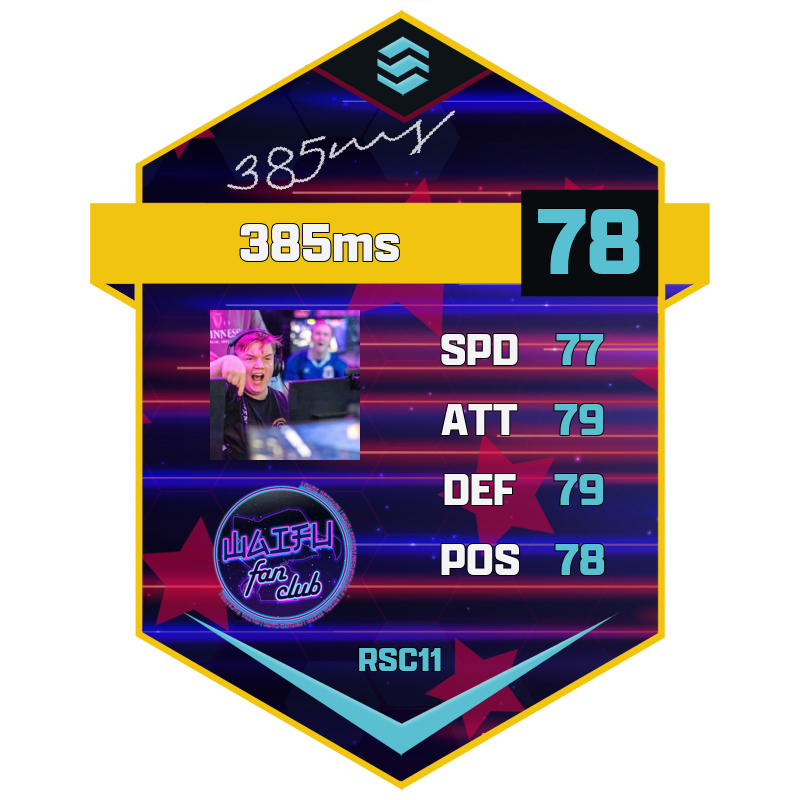 385ms
385ms
78
SPD 77
ATT 79
DEF 79
POS 78
WAIFU
fan
club
RSC11